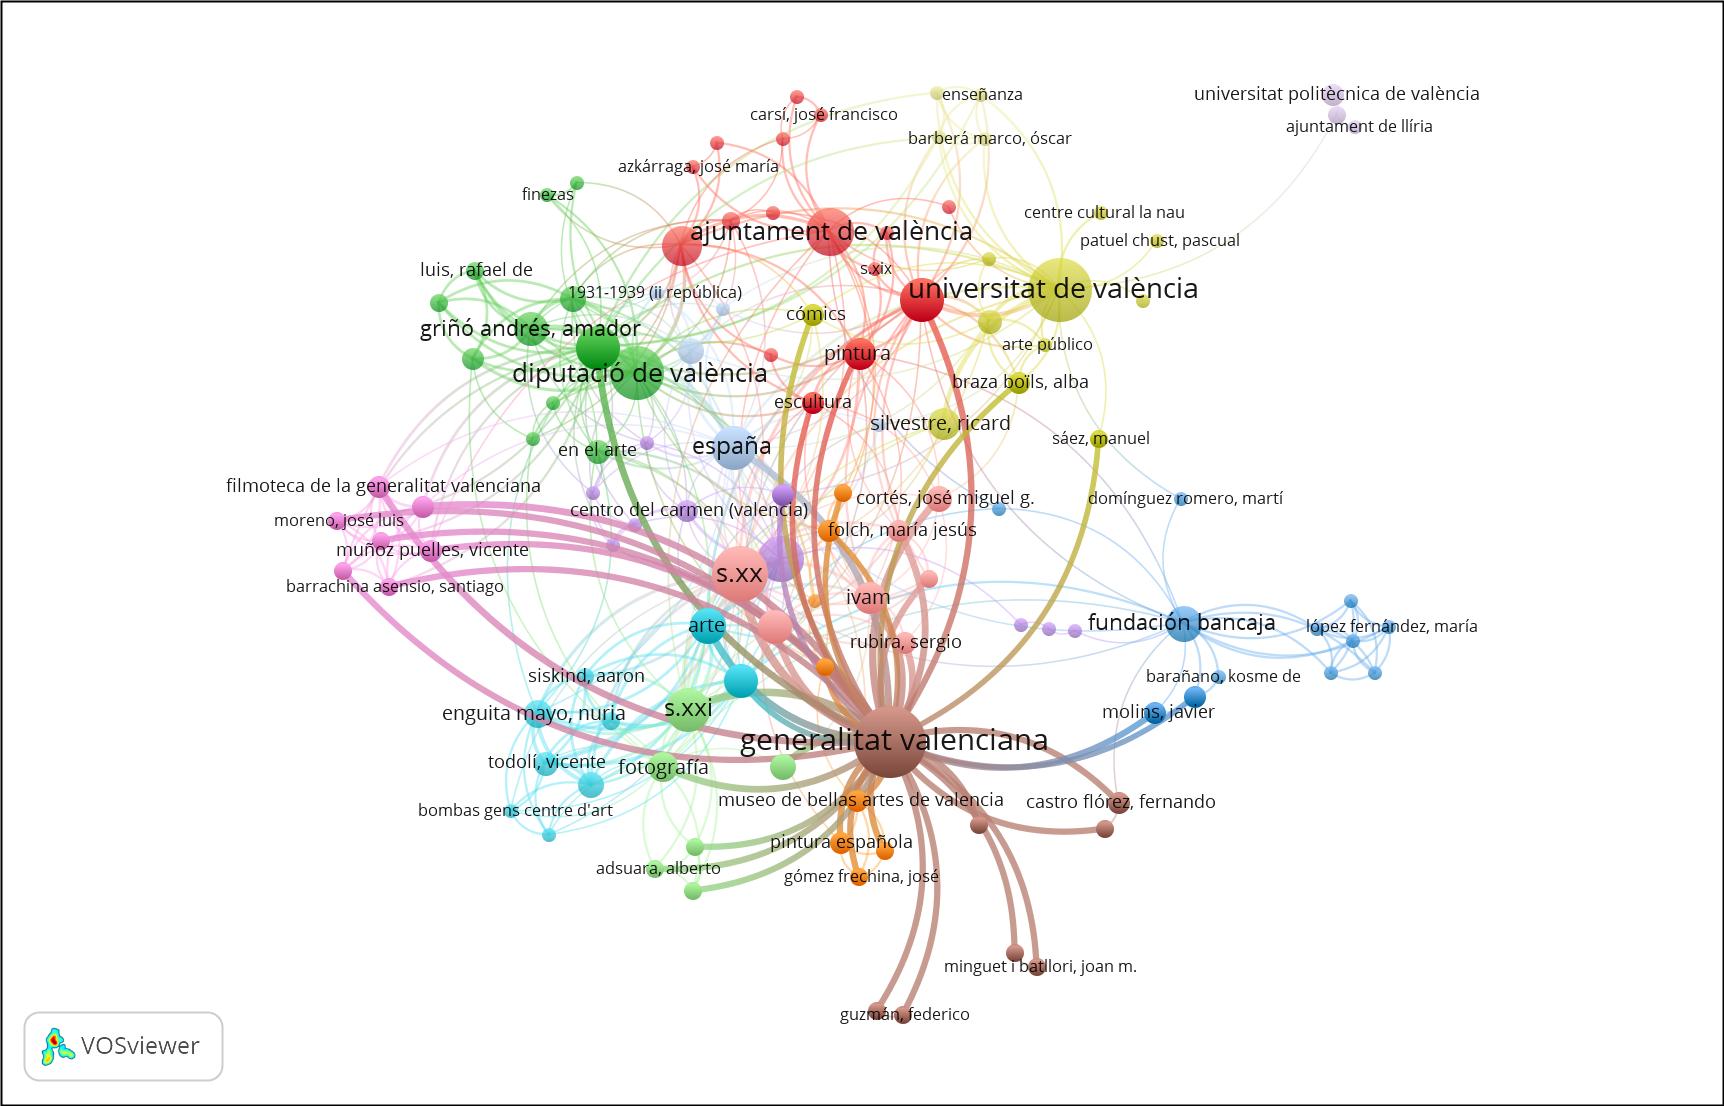 enseñanza
universitat politècnica de valència
carsí, josé francisco
ajuntament de llíria
barberá marco, óscar
azkárraga, josé maría
finezas
centre cultural la nau
ajuntament de valència
patuel chust, pascual
luis, rafael de
s.xix
1931-1939 (ii república)
universitat de valència
cómics
griñó andrés, amador
arte público
pintura
diputació de valència
braza boïls, alba
escultura
silvestre, ricard
sáez, manuel
españa
en el arte
filmoteca de la generalitat valenciana
cortés, josé miguel g.
domínguez romero, martí
centro del carmen (valencia)
moreno, josé luis
folch, maría jesús
muñoz puelles, vicente
s.xx
barrachina asensio, santiago
ivam
arte
fundación bancaja
lópez fernández, maría
rubira, sergio
siskind, aaron
barañano, kosme de
s.xxi
enguita mayo, nuria
molins, javier
generalitat valenciana
todolí, vicente
fotografía
museo de bellas artes de valencia
castro flórez, fernando
bombas gens centre d'art
pintura española
adsuara, alberto
gómez frechina, josé
minguet i batllori, joan m.
guzmán, federico
VOSviewer